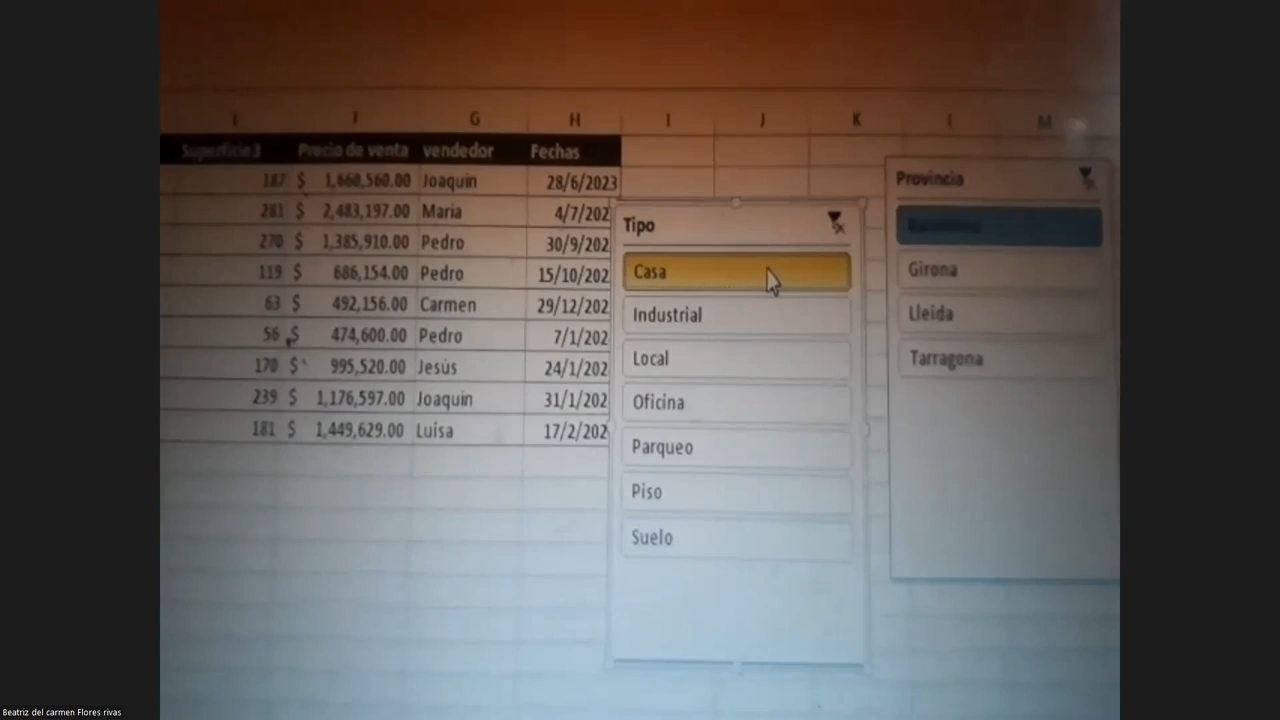 G H I J K L M
Superficie3 Precio de venta vendedor Fechas
187 $ 1,660,560.00 Joaquin 28/6/2023
281 $ 2,483,197.00 Maria 4/7/202
270 $ 1,385,910.00 Pedro 30/9/202
119 $ 686,154.00 Pedro 15/10/202
63 $ 492,156.00 Carmen 29/12/202
56 $ 474,600.00 Pedro 7/1/202
170 $ 995,520.00 Jesús 24/1/202
239 $ 1,176,597.00 Joaquin 31/1/202
181 $ 1,449,629.00 Luisa 17/2/202
Tipo
Casa
Industrial
Local
Oficina
Parqueo
Piso
Suelo
Provincia
Girona
Lleida
Tarragona
Beatriz del carmen Flores rivas